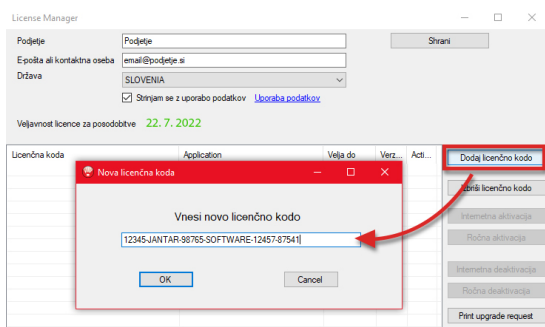 License Manager
Podjetje Podjetje Shrani
E-pošta ali kontaktna oseba email@podjetje.si
Država SLOVENIA
Strinjam se z uporabo podatkov Uporaba podatkov
Veljavnost licence za posodobitve 22. 7. 2022
Licenčna koda Application Velja do Verz... Acti...
Dodaj licenčno kodo
Nova licenčna koda
Izbriši licenčno kodo
Vnesi novo licenčno kodo
Internetna aktivacija
12345-JANTAR-98765-SOFTWARE-12457-87541
Ročna aktivacija
Internetna deaktivacija
OK Cancel
Ročna deaktivacija
Print upgrade request